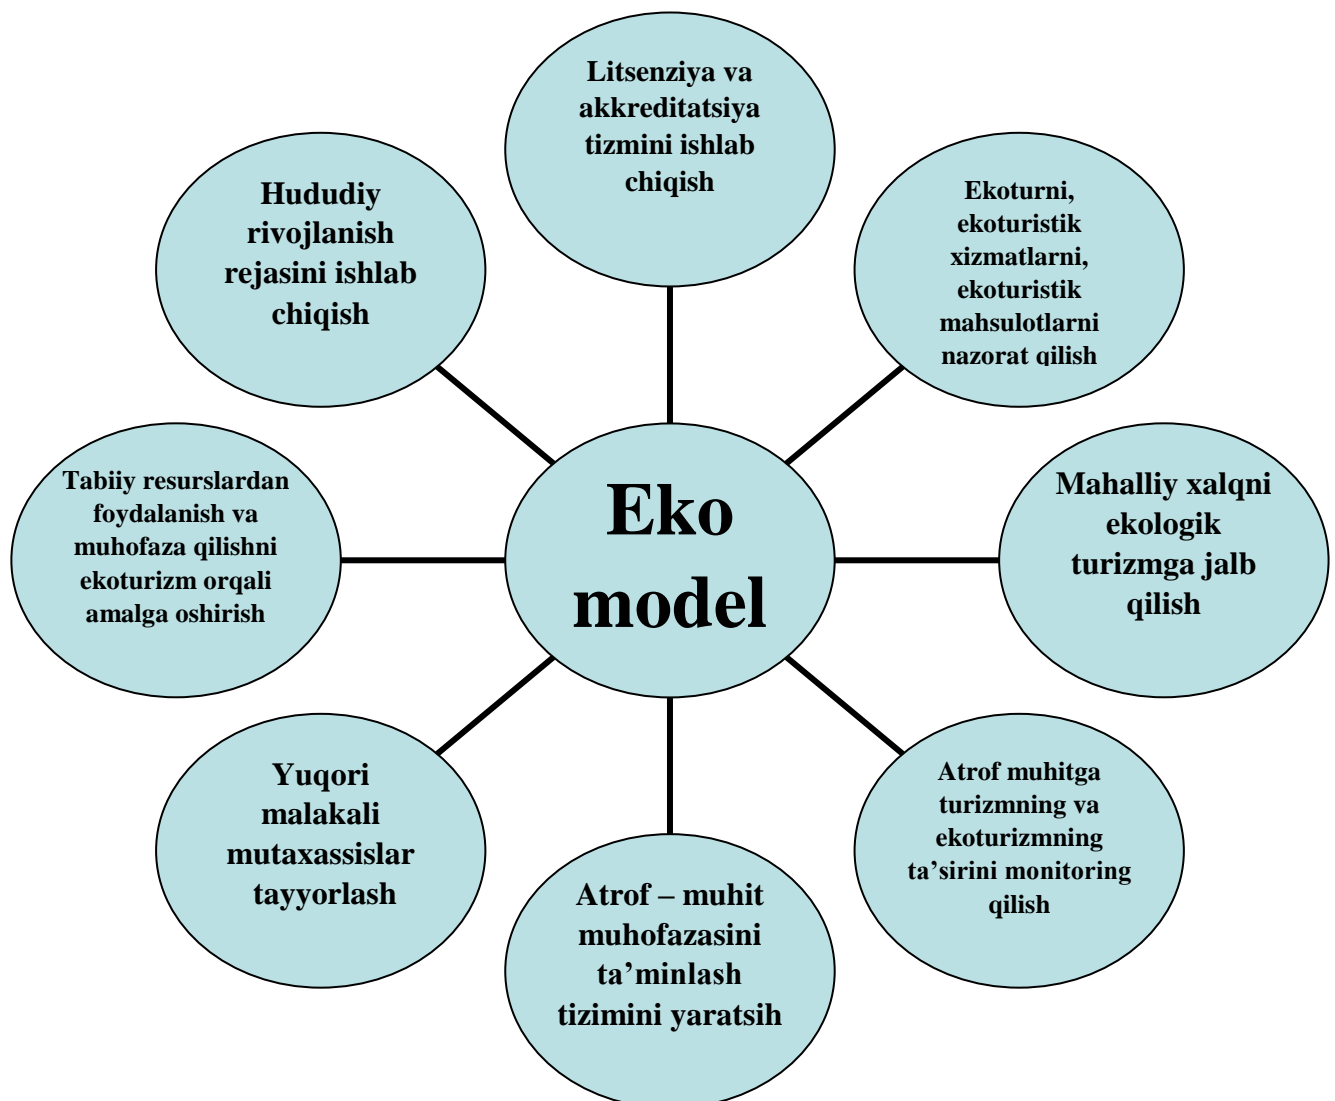 Litsenziya va
akkreditatsiya
tizmini ishlab
chiqish
Ekoturni,
ekoturistik
xizmatlarni,
ekoturistik
mahsulotlarni
nazorat qilish
Mahalliy xalqni
ekologik
turizmga jalb
qilish
Atrof muhitga
turizmning va
ekoturizmning
ta’sirini monitoring
qilish
Atrof – muhit
muhofazasini
ta’minlash
tizimini yaratsih
Yuqori
malakali
mutaxassislar
tayyorlash
Tabiiy resurslardan
foydalanish va
muhofaza qilishni
ekoturizm orqali
amalga oshirish
Hududiy
rivojlanish
rejasini ishlab
chiqish
Eko
model